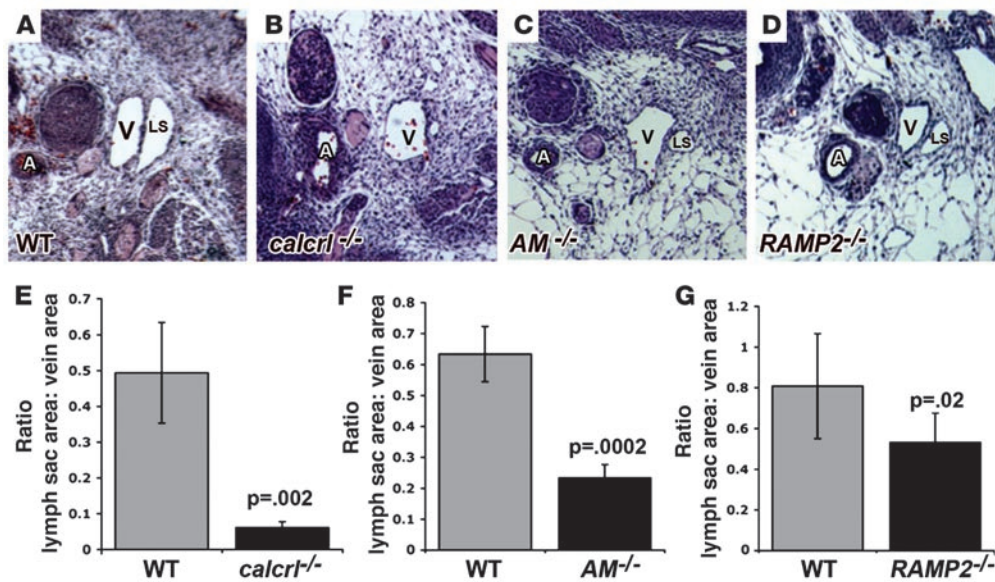 A
B
C
D
V
LS
A
WT
V
A
calcrl -/-
V
LS
A
AM -/-
V
LS
A
RAMP2-/-
E
F
G
Ratio
lymph sac area: vein area
0.7
0.6
0.5
0.4
0.3
0.2
0.1
0
p=.002
WT
calcrl-/-
Ratio
lymph sac area: vein area
0.8
0.7
0.6
0.5
0.4
0.3
0.2
0.1
0
p=.0002
WT
AM-/-
Ratio
lymph sac area: vein area
1.2
1
0.8
0.6
0.4
0.2
0
p=.02
WT
RAMP2-/-